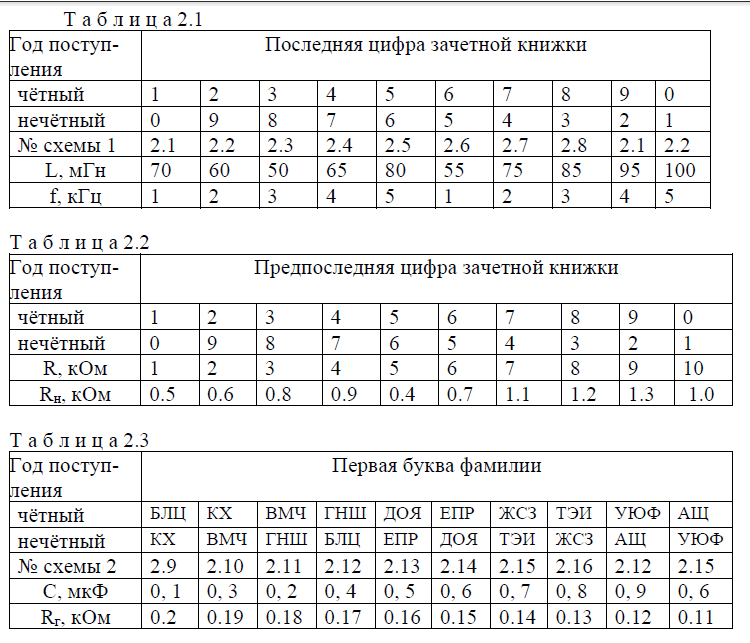 Т а б л и ц а 2.1
Год поступ- Последняя цифра зачетной книжки
ления
чётный 1 2 3 4 5 6 7 8 9 0
нечётный 0 9 8 7 6 5 4 3 2 1
№ схемы 1 2.1 2.2 2.3 2.4 2.5 2.6 2.7 2.8 2.1 2.2
L, мГн 70 60 50 65 80 55 75 85 95 100
f, кГц 1 2 3 4 5 1 2 3 4 5
Т а б л и ц а 2.2
Год поступ- Предпоследняя цифра зачетной книжки
ления
чётный 1 2 3 4 5 6 7 8 9 0
нечётный 0 9 8 7 6 5 4 3 2 1
R, кОм 1 2 3 4 5 6 7 8 9 10
Rн, кОм 0.5 0.6 0.8 0.9 0.4 0.7 1.1 1.2 1.3 1.0
Т а б л и ц а 2.3
Год поступ- Первая буква фамилии
ления
чётный БЛЦ КХ ВМЧ ГНШ ДОЯ ЕПР ЖСЗ ТЭИ УЮФ АЩ
нечётный КХ ВМЧ ГНШ БЛЦ ЕПР ДОЯ ТЭИ ЖСЗ АЩ УЮФ
№ схемы 2 2.9 2.10 2.11 2.12 2.13 2.14 2.15 2.16 2.12 2.15
С, мкФ 0, 1 0, 3 0, 2 0, 4 0, 5 0, 6 0, 7 0, 8 0, 9 0, 6
Rг, кОм 0.2 0.19 0.18 0.17 0.16 0.15 0.14 0.13 0.12 0.11